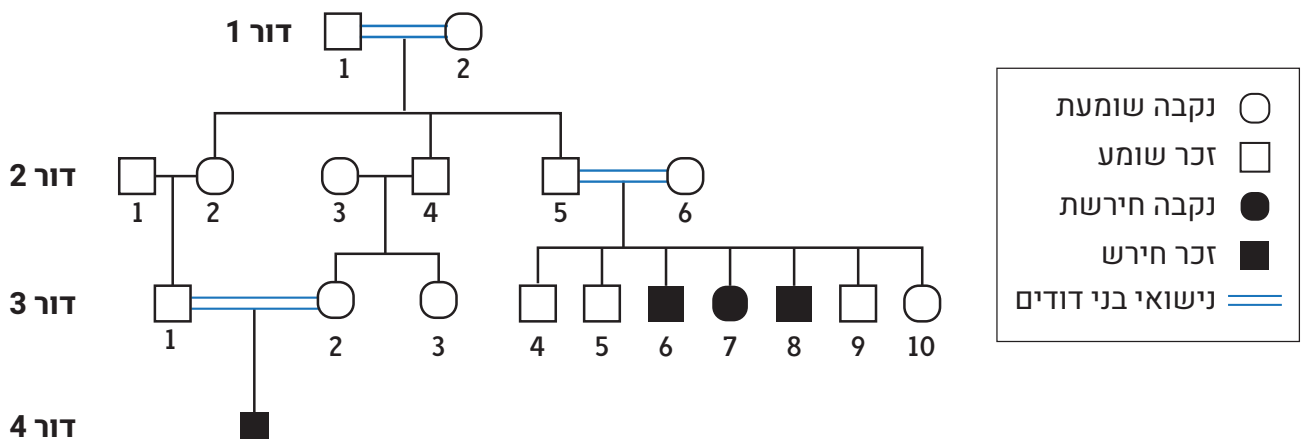 דור 1
1 2
דור 2
1 2 3 4 5 6
דור 3
1 2 3 4 5 6 7 8 9 10
דור 4
נקבה שומעת
זכר שומע
נקבה חירשת
זכר חירש
נישואי בני דודים